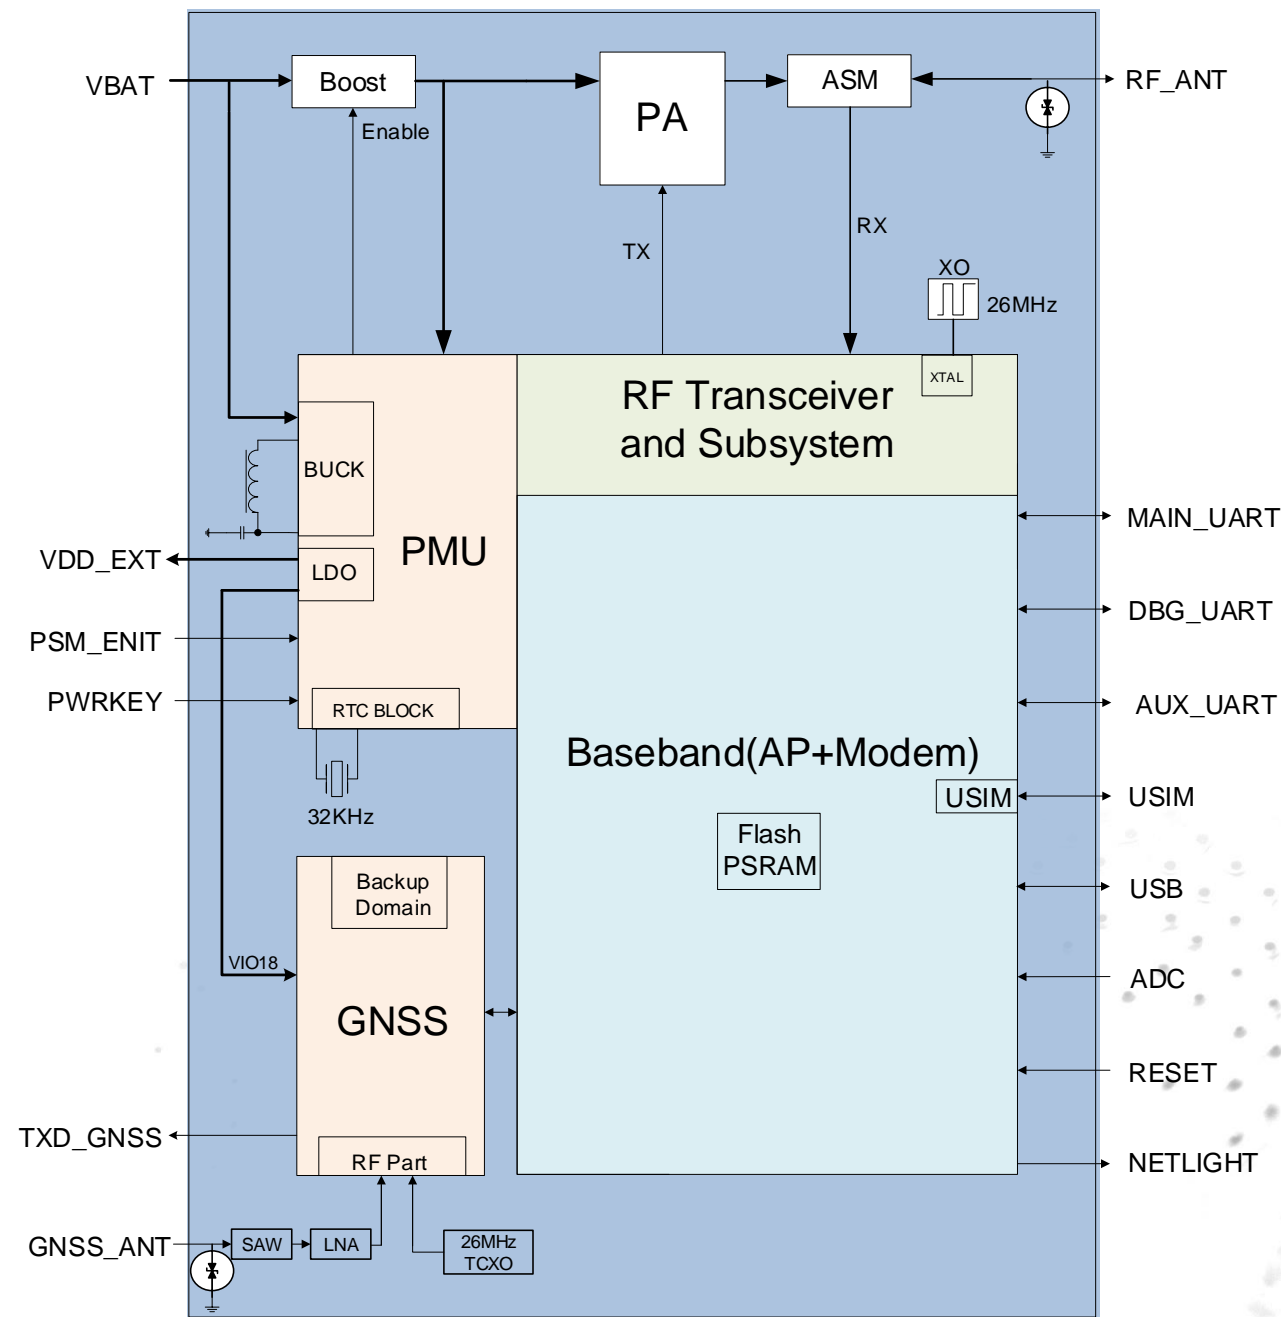 VBAT
Boost
PA
ASM
RF_ANT
Enable
TX
RX
XO
26MHz
XTAL
RF Transceiver
and Subsystem
BUCK
PMU
LDO
VDD_EXT
PSM_ENIT
PWRKEY
RTC BLOCK
32KHz
MAIN_UART
DBG_UART
AUX_UART
Baseband(AP+Modem)
USIM
USIM
Flash
PSRAM
USB
ADC
RESET
NETLIGHT
Backup
Domain
VIO18
GNSS
TXD_GNSS
RF Part
GNSS_ANT
SAW
LNA
26MHz
TCXO